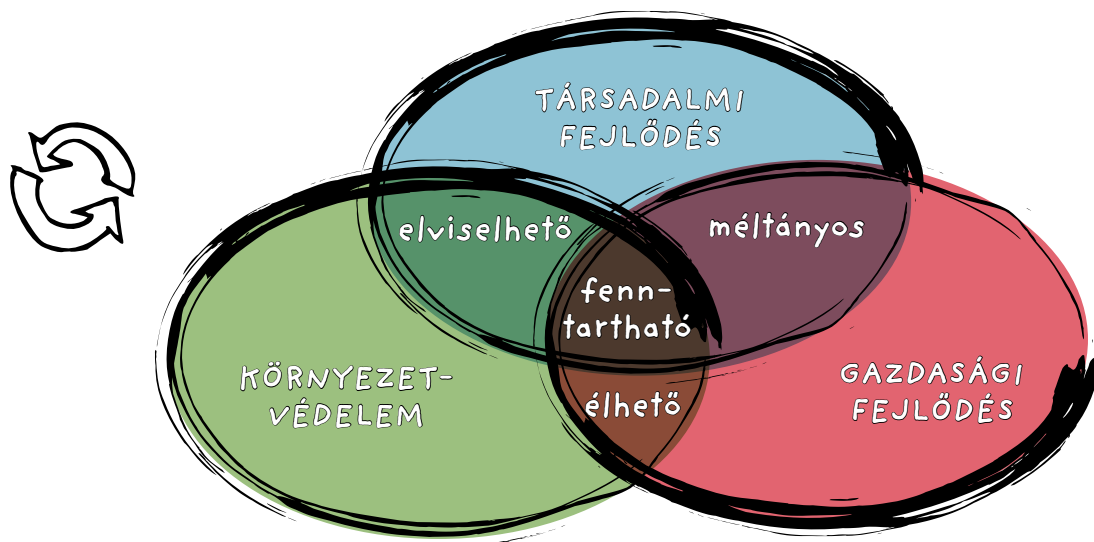 TÁRSADALMI
FEJLŐDÉS
elviselhető
méltányos
fenn-
tartható
KÖRNYEZET-
VÉDELEM
GAZDASÁGI
FEJLŐDÉS
élhető